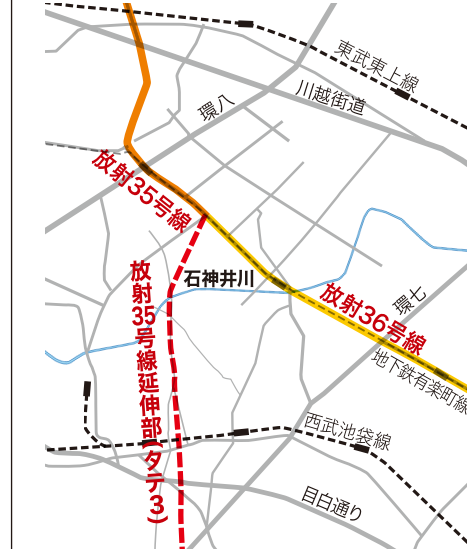 東武東上線
川越街道
環八
放射35号線
石神井川
放射36号線
環七
地下鉄有楽町線
放射35号線延伸部(タテ3)
西武池袋線
目白通り